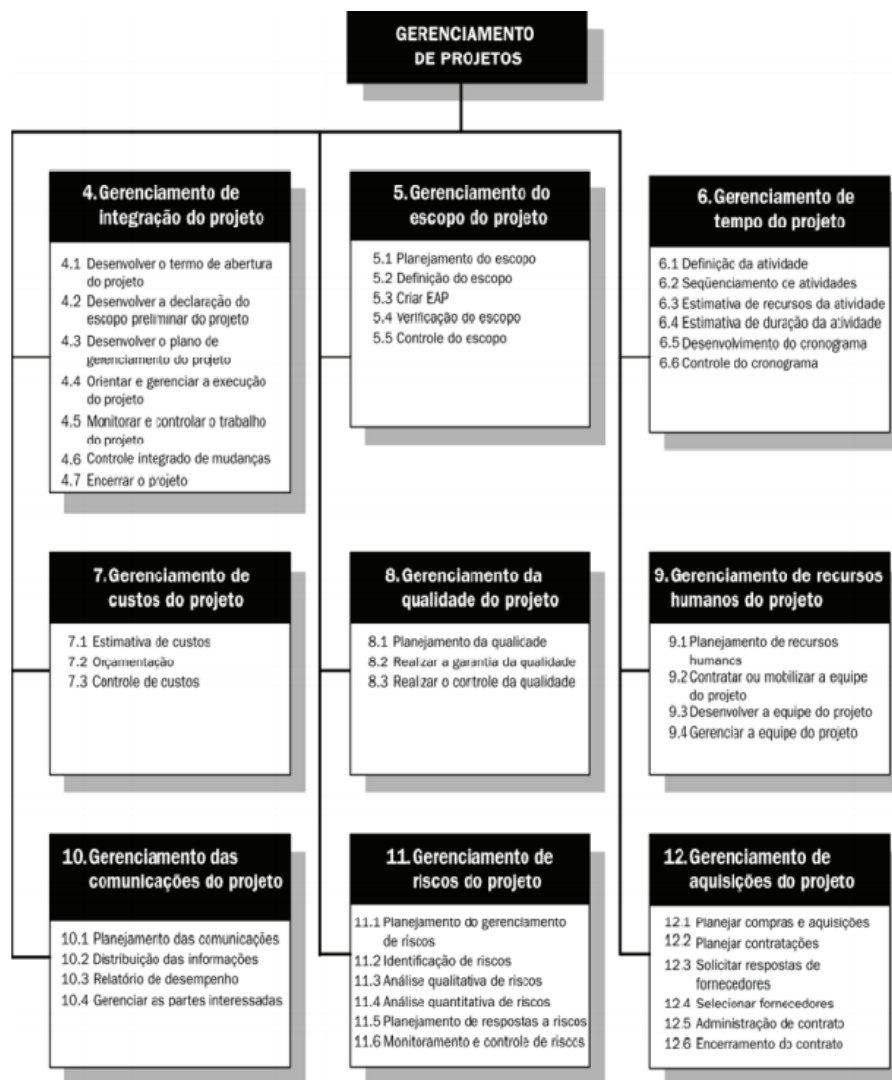 GERENCIAMENTO
DE PROJETOS
4. Gerenciamento de
integração do projeto
4.1 Desenvolver o termo de abertura
do projeto
4.2 Desenvolver a declaração do
escopo preliminar do projeto
4.3 Desenvolver o plano de
gerenciamento do projeto
4.4 Orientar e gerenciar a execução
do projeto
4.5 Monitorar e controlar o trabalho
do projeto
4.6 Controle integrado de mudanças
4.7 Encerrar o projeto
5. Gerenciamento do
escopo do projeto
5.1 Planejamento do escopo
5.2 Definição do escopo
5.3 Criar EAP
5.4 Verificação do escopo
5.5 Controle do escopo
6. Gerenciamento de
tempo do projeto
6.1 Definição da atividade
6.2 Seqüenciamento de atividades
6.3 Estimativa de recursos da atividade
6.4 Estimativa de duração da atividade
6.5 Desenvolvimento do cronograma
6.6 Controle do cronograma
7. Gerenciamento de
custos do projeto
7.1 Estimativa de custos
7.2 Orçamentação
7.3 Controle de custos
8. Gerenciamento da
qualidade do projeto
8.1 Planejamento da qualidade
8.2 Realizar a garantia da qualidade
8.3 Realizar o controle da qualidade
9. Gerenciamento de recursos
humanos do projeto
9.1 Planejamento de recursos
humanos
9.2 Contratar ou mobilizar a equipe
do projeto
9.3 Desenvolver a equipe do projeto
9.4 Gerenciar a equipe do projeto
10. Gerenciamento das
comunicações do projeto
10.1 Planejamento das comunicações
10.2 Distribuição das informações
10.3 Relatório de desempenho
10.4 Gerenciar as partes interessadas
11. Gerenciamento de
riscos do projeto
11.1 Planejamento do gerenciamento
de riscos
11.2 Identificação de riscos
11.3 Análise qualitativa de riscos
11.4 Análise quantitativa de riscos
11.5 Planejamento de respostas a riscos
11.6 Monitoramento e controle de riscos
12. Gerenciamento de
aquisições do projeto
12.1 Planejar compras e aquisições
12.2 Planejar contratações
12.3 Solicitar respostas de
fornecedores
12.4 Selecionar fornecedores
12.5 Administração de contrato
12.6 Encerramento do contrato